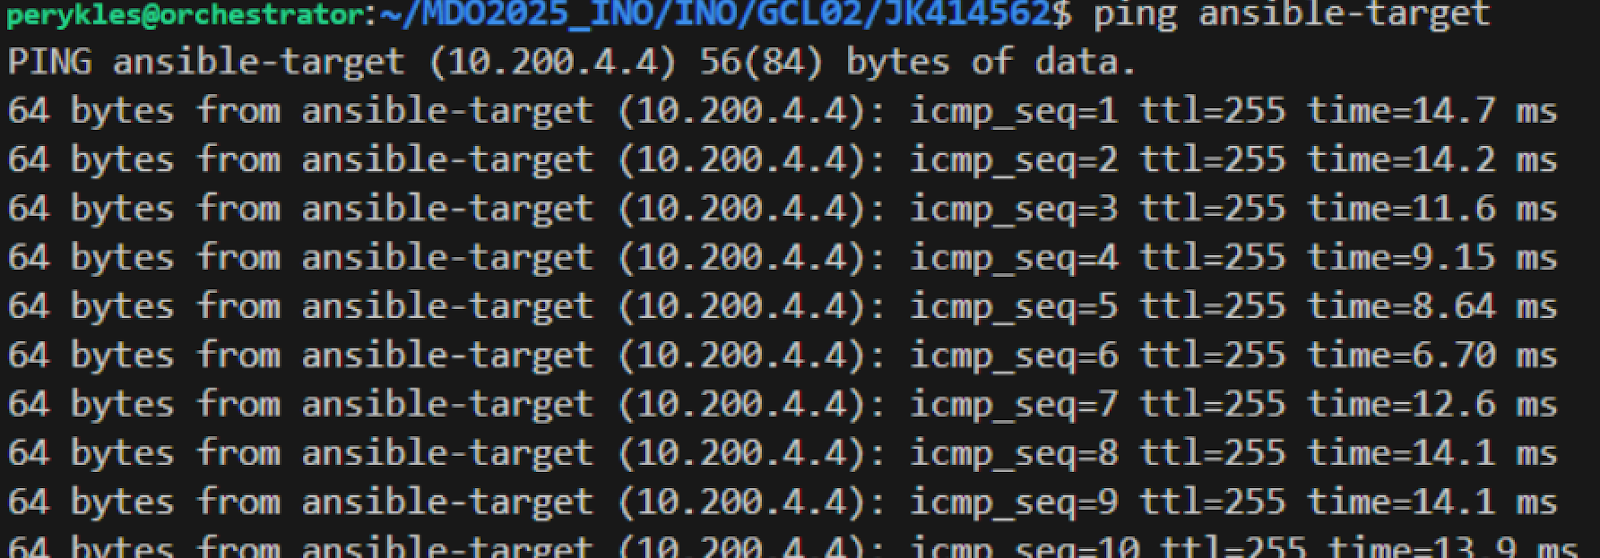 perykles@orchestrator:~/MDO2025_INO/INO/GCL02/JK414562$ ping ansible-target
PING ansible-target (10.200.4.4) 56(84) bytes of data.
64 bytes from ansible-target (10.200.4.4): icmp_seq=1 ttl=255 time=14.7 ms
64 bytes from ansible-target (10.200.4.4): icmp_seq=2 ttl=255 time=14.2 ms
64 bytes from ansible-target (10.200.4.4): icmp_seq=3 ttl=255 time=11.6 ms
64 bytes from ansible-target (10.200.4.4): icmp_seq=4 ttl=255 time=9.15 ms
64 bytes from ansible-target (10.200.4.4): icmp_seq=5 ttl=255 time=8.64 ms
64 bytes from ansible-target (10.200.4.4): icmp_seq=6 ttl=255 time=6.70 ms
64 bytes from ansible-target (10.200.4.4): icmp_seq=7 ttl=255 time=12.6 ms
64 bytes from ansible-target (10.200.4.4): icmp_seq=8 ttl=255 time=14.1 ms
64 bytes from ansible-target (10.200.4.4): icmp_seq=9 ttl=255 time=14.1 ms
64 bytes from ansible-target (10.200.4.4): icmp_seq=10 ttl=255 time=13.9 ms